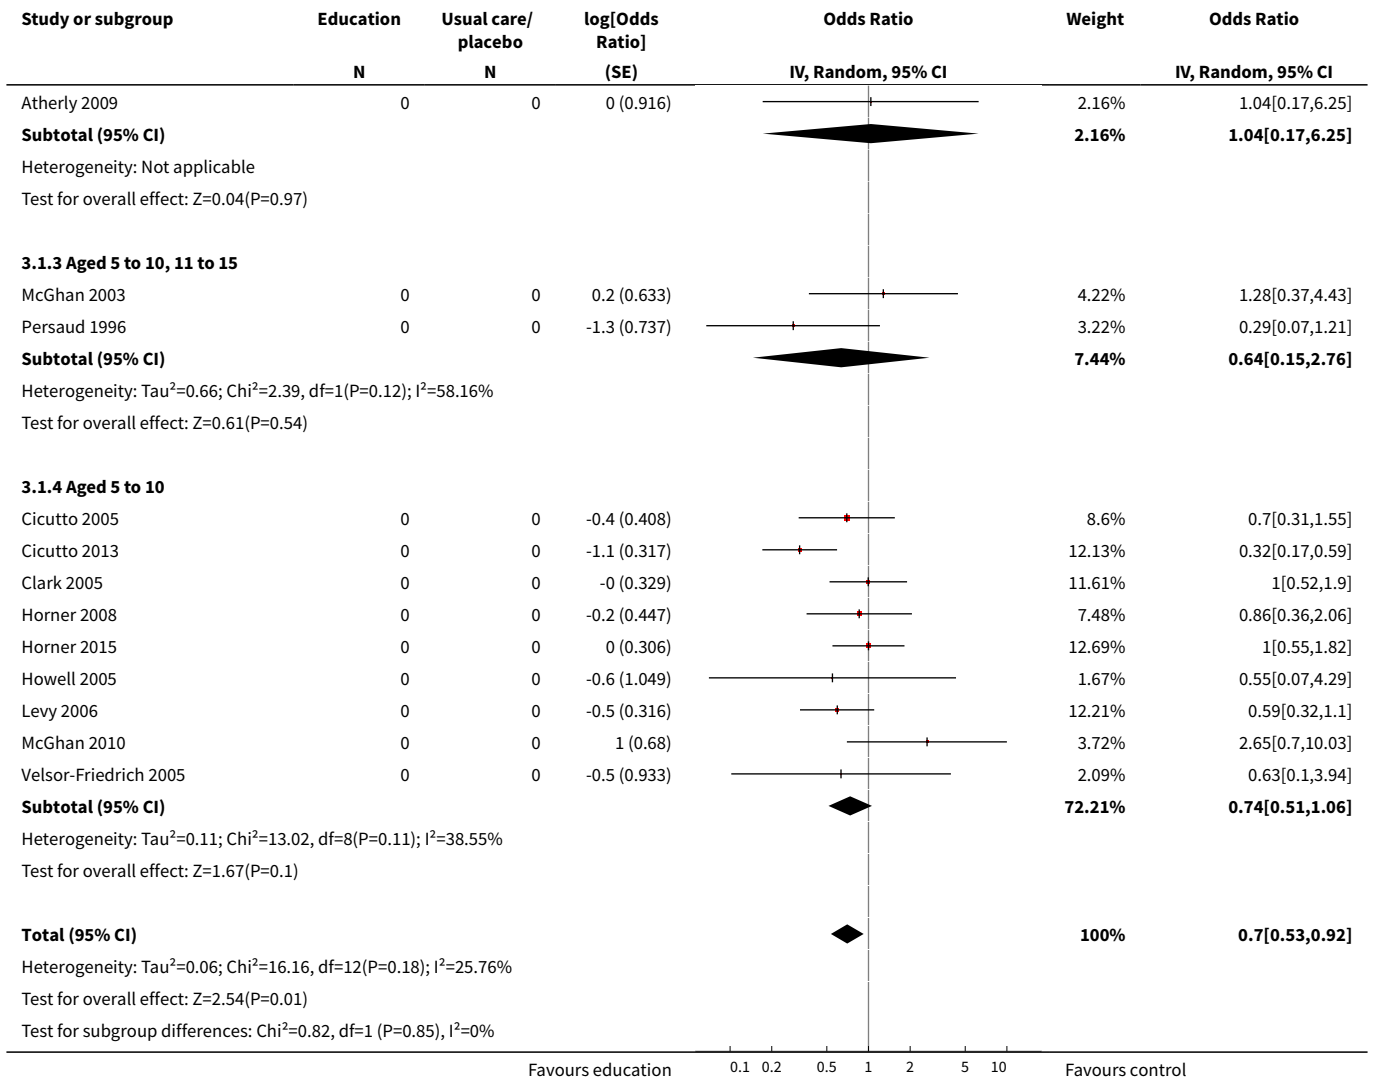 Study or subgroup Education Usual care/ placebo log[Odds Ratio] Odds Ratio Weight Odds Ratio
N N (SE) IV, Random, 95% CI IV, Random, 95% CI
Atherly 2009 0 0 0 (0.916) 2.16% 1.04[0.17,6.25]
Subtotal (95% CI) 2.16% 1.04[0.17,6.25]
Heterogeneity: Not applicable
Test for overall effect: Z=0.04(P=0.97)
3.1.3 Aged 5 to 10, 11 to 15
McGhan 2003 0 0 0.2 (0.633) 4.22% 1.28[0.37,4.43]
Persaud 1996 0 0 -1.3 (0.737) 3.22% 0.29[0.07,1.21]
Subtotal (95% CI) 7.44% 0.64[0.15,2.76]
Heterogeneity: Tau²=0.66; Chi²=2.39, df=1(P=0.12); I²=58.16%
Test for overall effect: Z=0.61(P=0.54)
3.1.4 Aged 5 to 10
Cicutto 2005 0 0 -0.4 (0.408) 8.6% 0.7[0.31,1.55]
Cicutto 2013 0 0 -1.1 (0.317) 12.13% 0.32[0.17,0.59]
Clark 2005 0 0 -0 (0.329) 11.61% 1[0.52,1.9]
Horner 2008 0 0 -0.2 (0.447) 7.48% 0.86[0.36,2.06]
Horner 2015 0 0 0 (0.306) 12.69% 1[0.55,1.82]
Howell 2005 0 0 -0.6 (1.049) 1.67% 0.55[0.07,4.29]
Levy 2006 0 0 -0.5 (0.316) 12.21% 0.59[0.32,1.1]
McGhan 2010 0 0 1 (0.68) 3.72% 2.65[0.7,10.03]
Velsor-Friedrich 2005 0 0 -0.5 (0.933) 2.09% 0.63[0.1,3.94]
Subtotal (95% CI) 72.21% 0.74[0.51,1.06]
Heterogeneity: Tau²=0.11; Chi²=13.02, df=8(P=0.11); I²=38.55%
Test for overall effect: Z=1.67(P=0.1)
Total (95% CI) 100% 0.7[0.53,0.92]
Heterogeneity: Tau²=0.06; Chi²=16.16, df=12(P=0.18); I²=25.76%
Test for overall effect: Z=2.54(P=0.01)
Test for subgroup differences: Chi²=0.82, df=1 (P=0.85), I²=0%
Favours education 0.1 0.2 0.5 1 2 5 10 Favours control